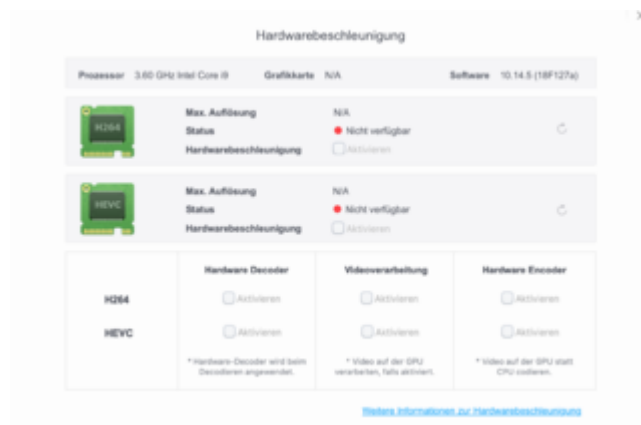 Hardwarebeschleunigung
Prozessor 3.60 GHz Intel Core i9 Grafikkarte N/A Software 10.14.5 (18F127a)
H264
Max. Auflösung N/A
Status Nicht verfügbar
Hardwarebeschleunigung Aktivieren
HEVC
Max. Auflösung N/A
Status Nicht verfügbar
Hardwarebeschleunigung Aktivieren
Hardware Decoder Videoverarbeitung Hardware Encoder
H264 Aktivieren Aktivieren Aktivieren
HEVC Aktivieren Aktivieren Aktivieren
* Hardware-Decoder wird beim * Video auf der GPU * Video auf der GPU statt
Decodieren angewendet. verarbeiten, falls aktiviert. CPU codieren.
Weitere Informationen zur Hardwarebeschleunigung